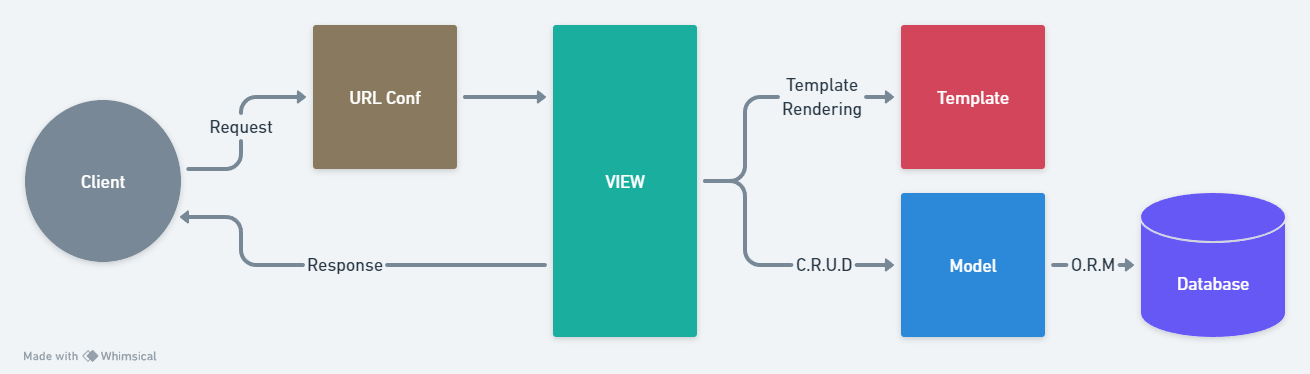 Client
Request
URL Conf
VIEW
Response
Template
Rendering
Template
C.R.U.D
Model
O.R.M
Database
Made with Whimsical